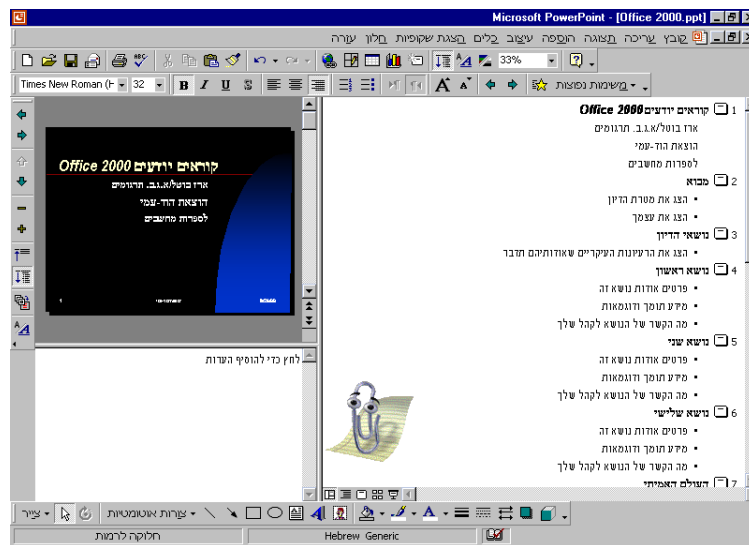 Microsoft PowerPoint - [Office 2000.ppt]
קובץ עריכה תצוגה הוספה עיצוב כלים הצגת שקופיות חלון עזרה
33%
Times New Roman (H
32
B I U S
משימות נפוצות
קוראים יודעים Office 2000
ארז בוטל/א.ג.ב. תרגומים
הוצאת הוד-עמי
לספרות מחשבים
1
לחץ כדי להוסיף הערות
1 קוראים יודעים Office 2000
ארז בוטל/א.ג.ב. תרגומים
הוצאת הוד-עמי
לספרות מחשבים
2 מבוא
• הצג את מטרת הדיון
• הצג את עצמך
3 נושאי הדיון
• הצג את הרעיונות העיקריים שאודותיהם תדבר
4 נושא ראשון
• פרטים אודות נושא זה
• מידע תומך ודוגמאות
• מה הקשר של הנושא לקהל שלך
5 נושא שני
• פרטים אודות נושא זה
• מידע תומך ודוגמאות
• מה הקשר של הנושא לקהל שלך
6 נושא שלישי
• פרטים אודות נושא זה
• מידע תומך ודוגמאות
• מה הקשר של הנושא לקהל שלך
7 העולם האמיתי
צייר
צורות אוטומטיות
חלוקה לרמות
Hebrew Generic